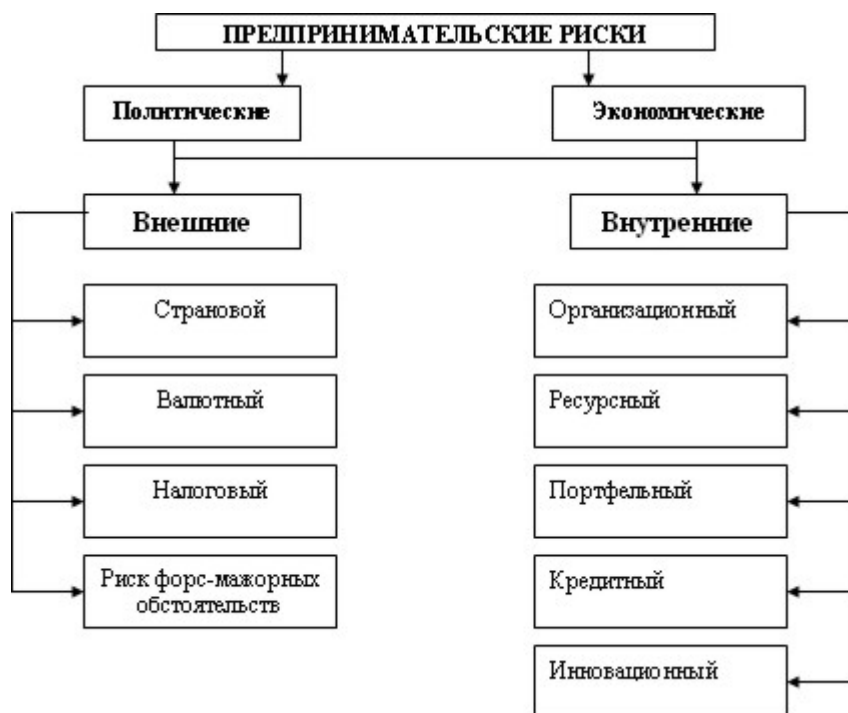 ПРЕДПРИНИМАТЕЛЬСКИЕ РИСКИ
Политические
Экономические
Внешние
Внутренние
Страновой
Организационный
Валютный
Ресурсный
Налоговый
Портфельный
Риск форс-мажорных
обстоятельств
Кредитный
Инновационный